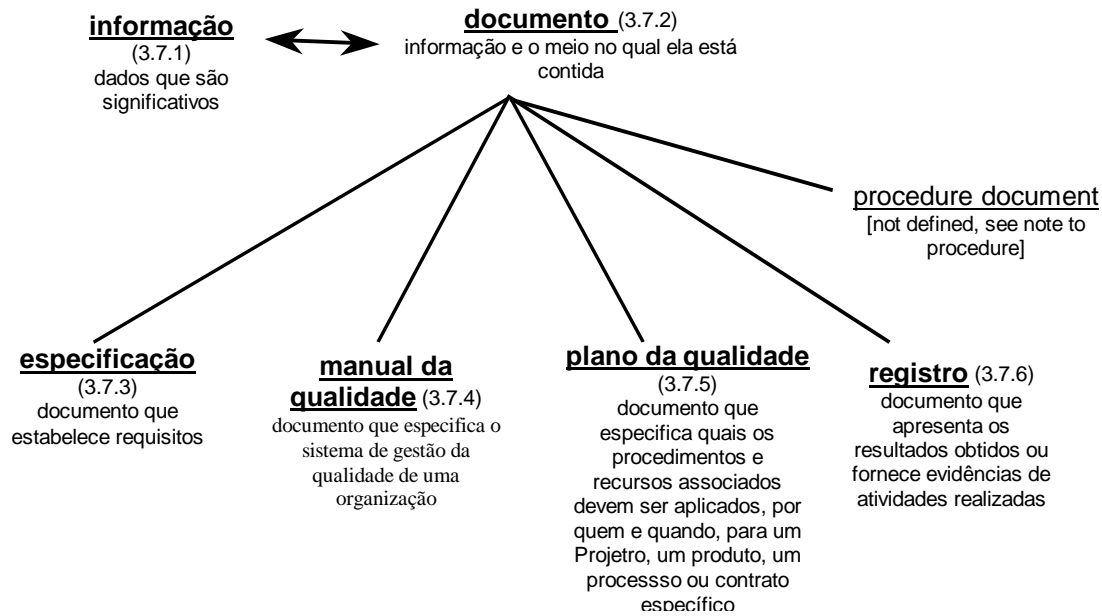 informação
(3.7.1)
dados que são
significativos
documento (3.7.2)
informação e o meio no qual ela está
contida
procedure document
[not defined, see note to
procedure]
especificação
(3.7.3)
documento que
estabelece requisitos
manual da
qualidade (3.7.4)
documento que especifica o
sistema de gestão da
qualidade de uma
organização
plano da qualidade
(3.7.5)
documento que
especifica quais os
procedimentos e
recursos associados
devem ser aplicados, por
quem e quando, para um
Projetro, um produto, um
processso ou contrato
específico
registro (3.7.6)
documento que
apresenta os
resultados obtidos ou
fornece evidências de
atividades realizadas